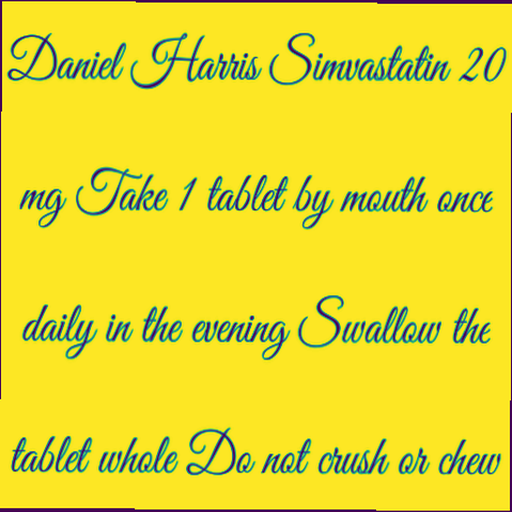 Daniel Harris Simvastatin 20
mg Take 1 tablet by mouth once
daily in the evening Swallow the
tablet whole Do not crush or chew